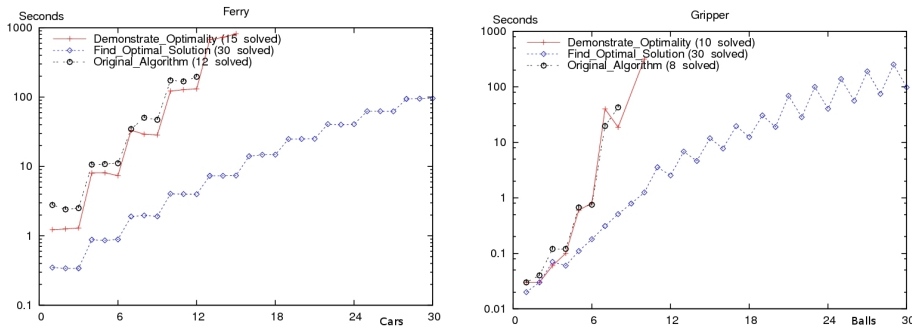 Ferry
Seconds
1000
100
10
1
0.1
Demonstrate_Optimality (15 solved)
Find_Optimal_Solution (30 solved)
Original_Algorithm (12 solved)
0 6 12 18 24 30
Cars
Gripper
Seconds
1000
100
10
1
0.1
0.01
Demonstrate_Optimality (10 solved)
Find_Optimal_Solution (30 solved)
Original_Algorithm (8 solved)
0 6 12 18 24 30
Balls